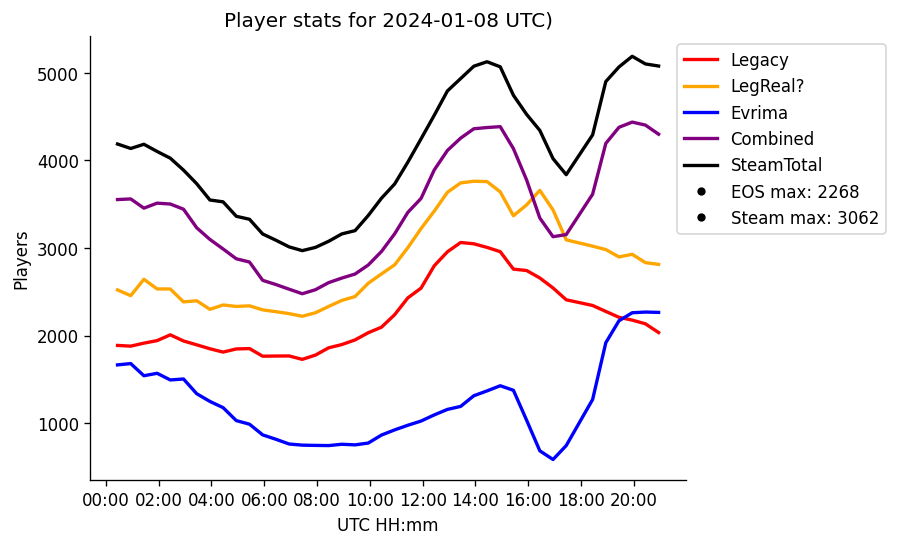 Player stats for 2024-01-08 UTC)
Players
5000
4000
3000
2000
1000
00:00 02:00 04:00 06:00 08:00 10:00 12:00 14:00 16:00 18:00 20:00
UTC HH:mm
Legacy
LegReal?
Evrima
Combined
SteamTotal
EOS max: 2268
Steam max: 3062